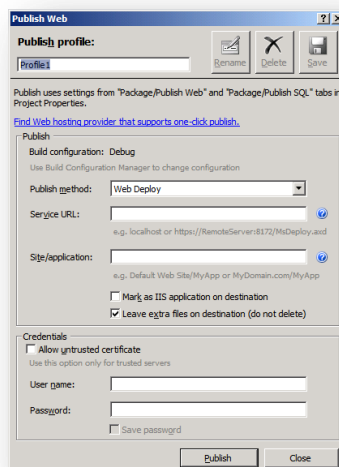 Publish Web
Publish profile:
Profile1
Rename Delete Save
Publish uses settings from "Package/Publish Web" and "Package/Publish SQL" tabs in
Project Properties.
Find Web hosting provider that supports one-click publish.
Publish
Build configuration: Debug
Use Build Configuration Manager to change configuration
Publish method: Web Deploy
Service URL:
e.g. localhost or https://RemoteServer:8172/MsDeploy.axd
Site/application:
e.g. Default Web Site/MyApp or MyDomain.com/MyApp
Mark as IIS application on destination
Leave extra files on destination (do not delete)
Credentials
Allow untrusted certificate
Use this option only for trusted servers
User name:
Password:
Save password
Publish Close